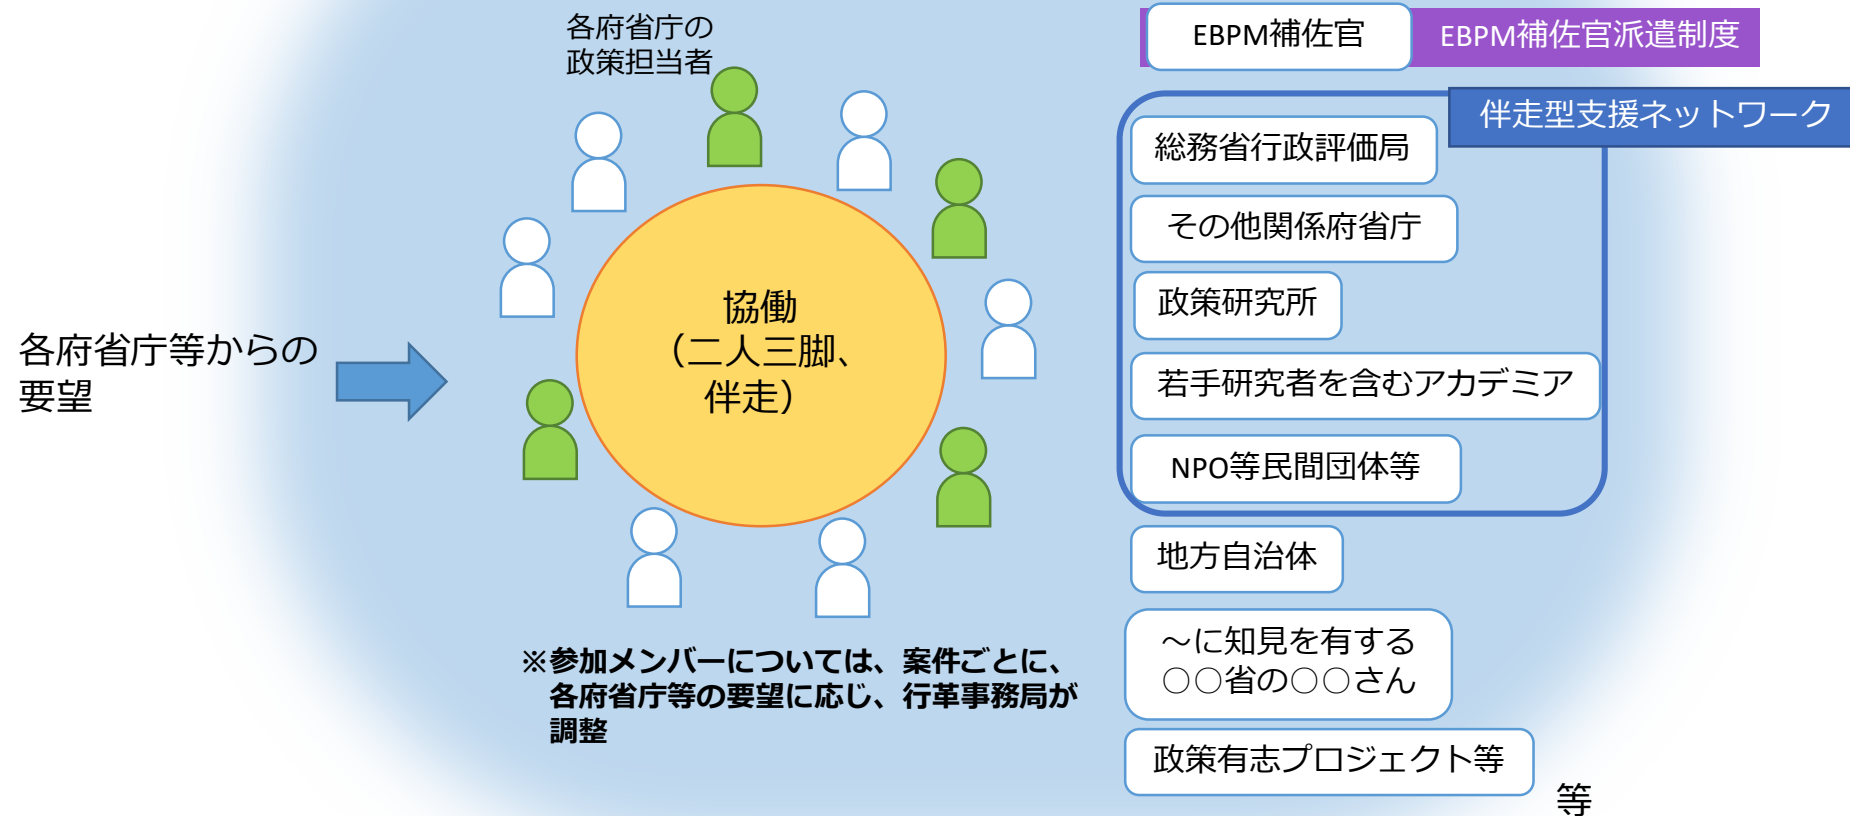 各府省庁の
政策担当者
各府省庁等からの
要望
協働
（二人三脚、
伴走）
※参加メンバーについては、案件ごとに、
各府省庁等の要望に応じ、行革事務局が
調整
EBPM補佐官
EBPM補佐官派遣制度
伴走型支援ネットワーク
総務省行政評価局
その他関係府省庁
政策研究所
若手研究者を含むアカデミア
NPO等民間団体等
地方自治体
～に知見を有する
○○省の○○さん
政策有志プロジェクト等
等